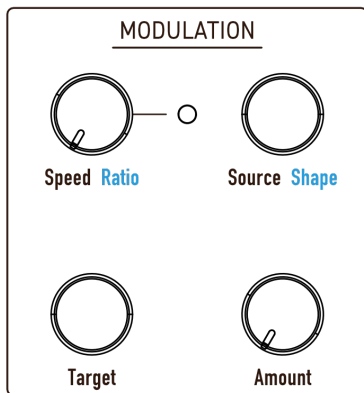 MODULATION
Speed Ratio
Source Shape
Target
Amount